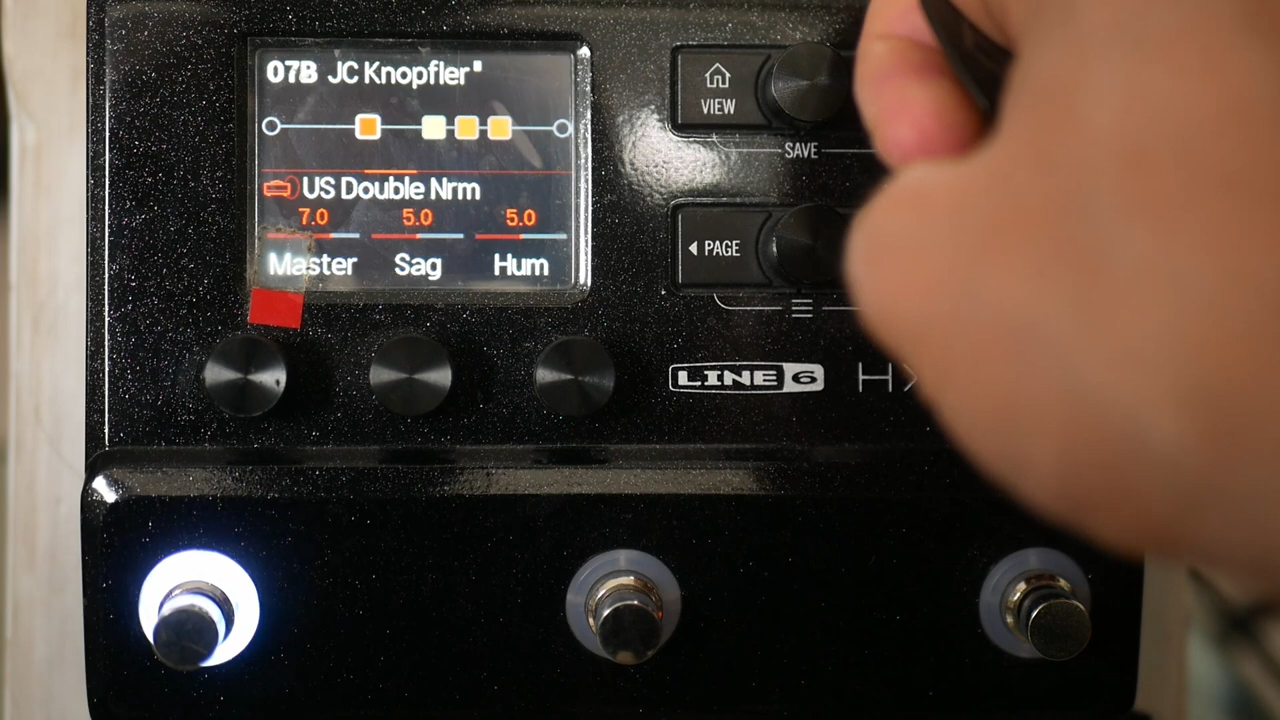 07B JC Knopfler
US Double Nrm
7.0 5.0 5.0
Master Sag Hum
VIEW
SAVE
PAGE
LINE 6 HX